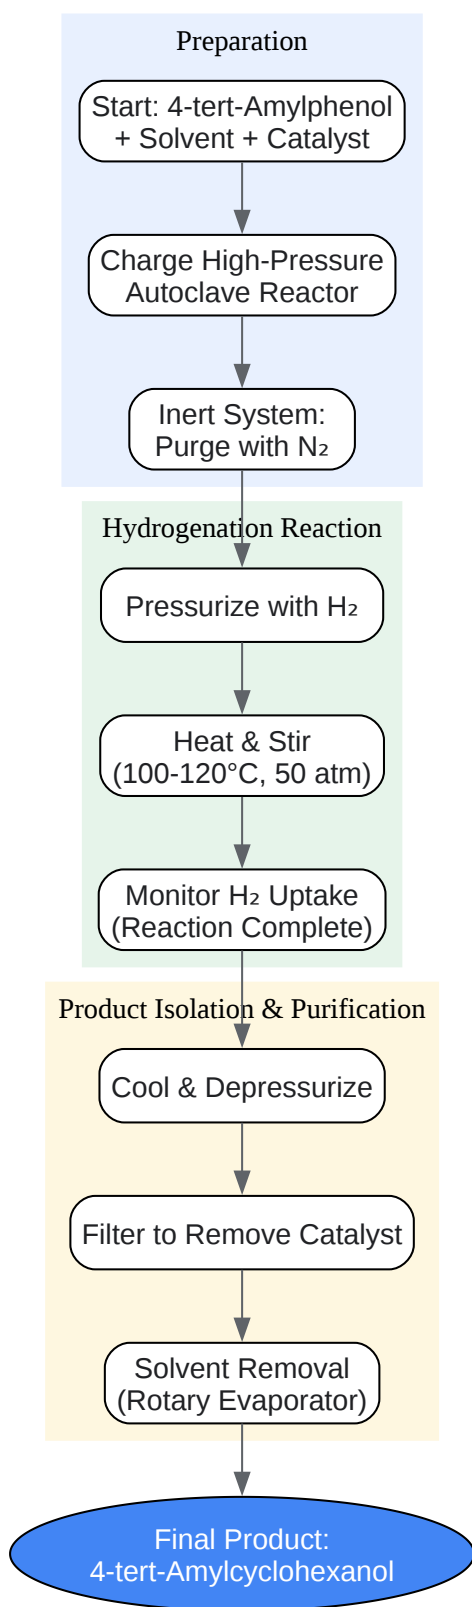 Preparation
Start: 4-tert-Amylphenol
+ Solvent + Catalyst
Charge High-Pressure
Autoclave Reactor
Inert System:
Purge with N₂
Hydrogenation Reaction
Pressurize with H₂
Heat & Stir
(100-120°C, 50 atm)
Monitor H₂ Uptake
(Reaction Complete)
Product Isolation & Purification
Cool & Depressurize
Filter to Remove Catalyst
Solvent Removal
(Rotary Evaporator)
Final Product:
4-tert-Amylcyclohexanol